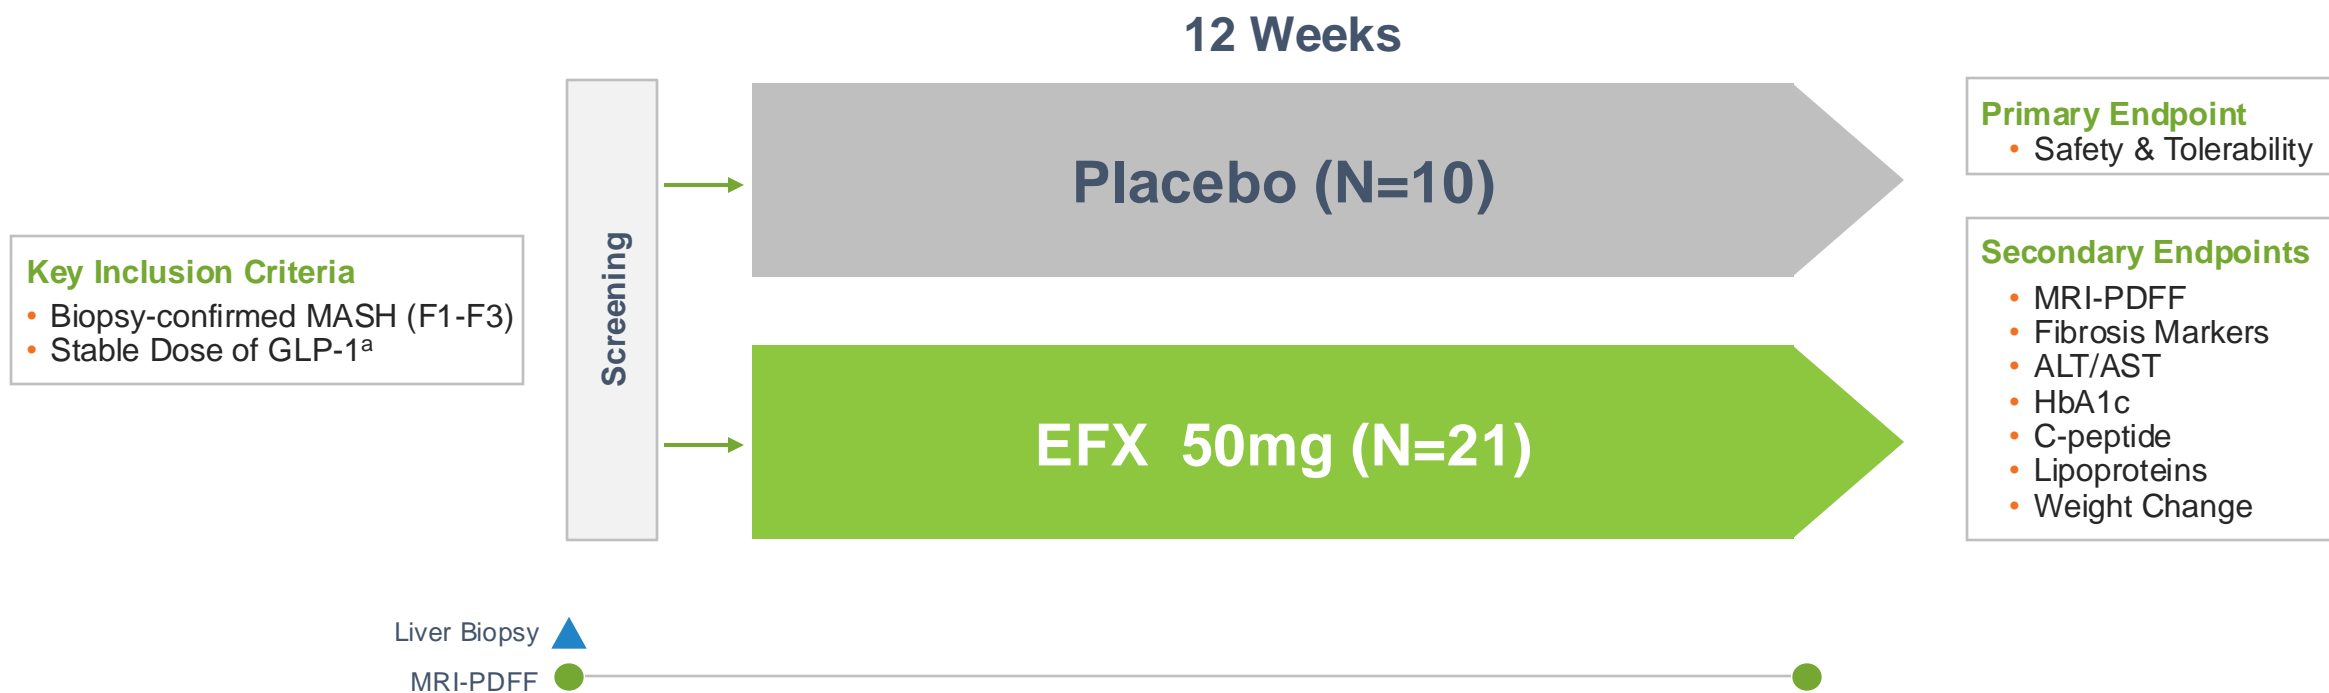 12 Weeks
Key Inclusion Criteria
• Biopsy-confirmed MASH (F1-F3)
• Stable Dose of GLP-1ª
Screening
Placebo (N=10)
EFX 50mg (N=21)
Primary Endpoint
• Safety & Tolerability
Secondary Endpoints
• MRI-PDFF
• Fibrosis Markers
• ALT/AST
• HbA1c
• C-peptide
• Lipoproteins
• Weight Change
Liver Biopsy
MRI-PDFF